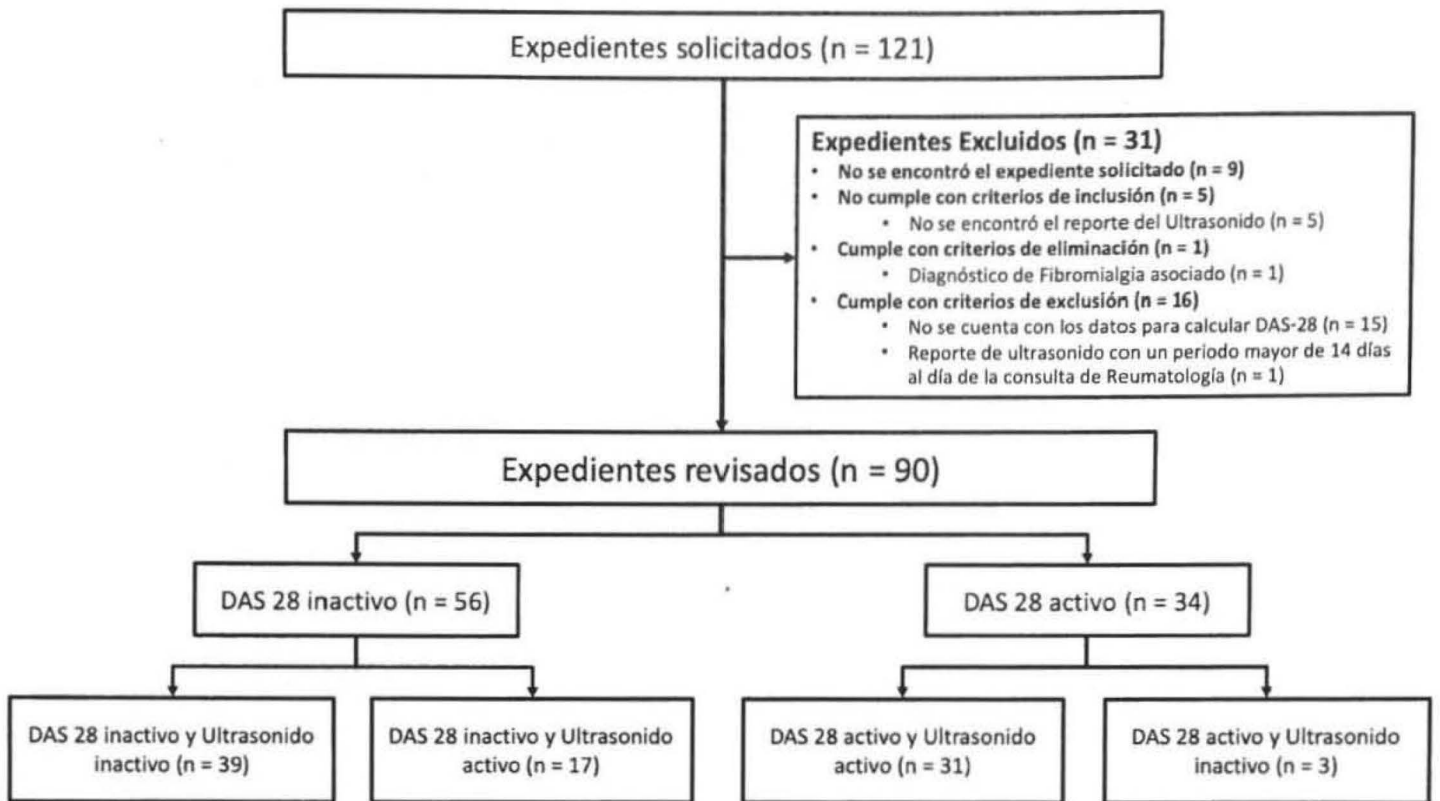 Expedientes solicitados (n = 121)
Expedientes Excluidos (n = 31)
• No se encontró el expediente solicitado (n = 9)
• No cumple con criterios de inclusión (n = 5)
• No se encontró el reporte del Ultrasonido (n = 5)
• Cumple con criterios de eliminación (n = 1)
• Diagnóstico de Fibromialgia asociado (n = 1)
• Cumple con criterios de exclusión (n = 16)
• No se cuenta con los datos para calcular DAS-28 (n = 15)
• Reporte de ultrasonido con un periodo mayor de 14 días
al día de la consulta de Reumatología (n = 1)
Expedientes revisados (n = 90)
DAS 28 inactivo (n = 56)
DAS 28 activo (n = 34)
DAS 28 inactivo y Ultrasonido
inactivo (n = 39)
DAS 28 inactivo y Ultrasonido
activo (n = 17)
DAS 28 activo y Ultrasonido
activo (n = 31)
DAS 28 activo y Ultrasonido
inactivo (n = 3)